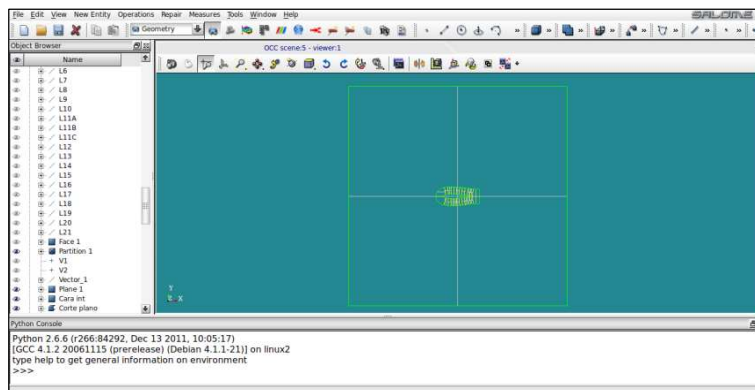 File Edit View New Entity Operations Repair Measures Tools Window Help
SALOME
Geometry
Object Browser
OCC scene:5 - viewer:1
Name
L6
L7
L8
L9
L10
L11A
L11B
L11C
L12
L13
L14
L15
L16
L17
L18
L19
L20
L21
Face 1
Partition 1
V1
V2
Vector_1
Plane 1
Cara int
Corte plano
Y
X
Python Console
Python 2.6.6 (r266:84292, Dec 13 2011, 10:05:17)
[GCC 4.1.2 20061115 (prerelease) (Debian 4.1.1-21)] on linux2
type help to get general information on environment
>>>